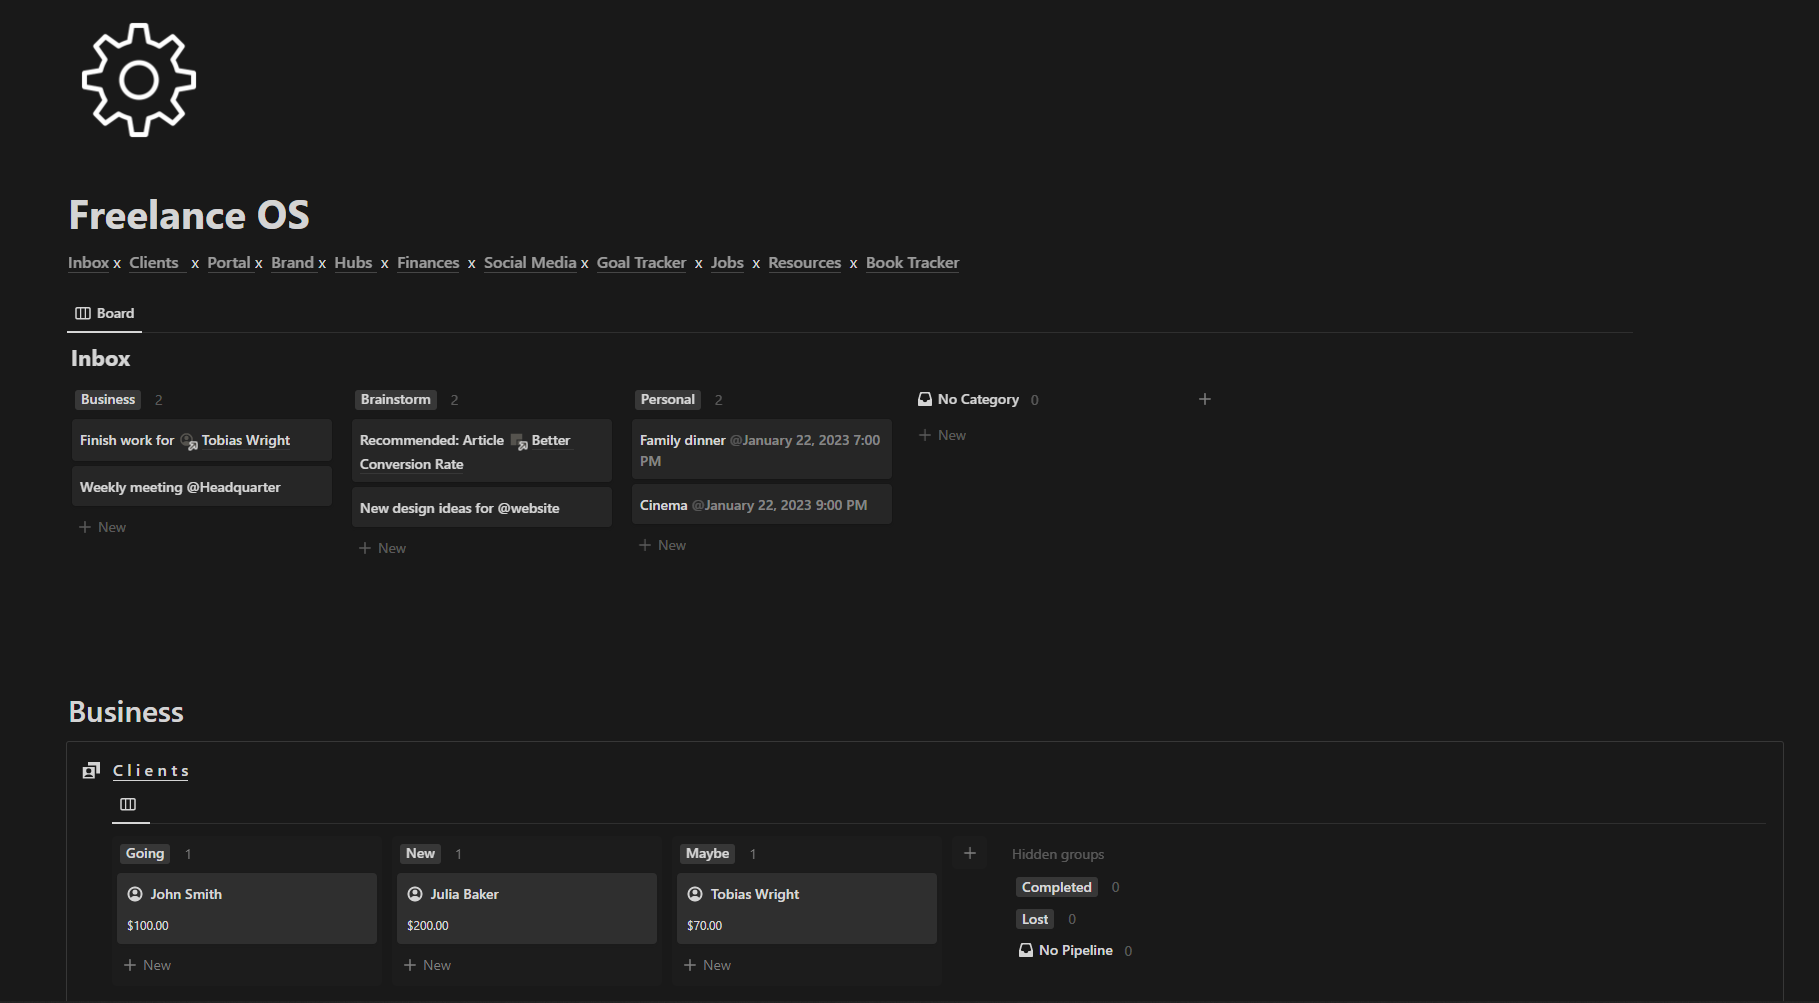 Freelance OS
Inbox x Clients x Portal x Brand x Hubs x Finances x Social Media x Goal Tracker x Jobs x Resources x Book Tracker
Board
Inbox
Business 2
Finish work for Tobias Wright
Weekly meeting @Headquarter
+ New
Brainstorm 2
Recommended: Article Better
Conversion Rate
New design ideas for @website
+ New
Personal 2
Family dinner @January 22, 2023 7:00
PM
Cinema @January 22, 2023 9:00 PM
+ New
No Category 0
+ New
+
Business
Clients
Going 1
John Smith
$100.00
+ New
New 1
Julia Baker
$200.00
+ New
Maybe 1
Tobias Wright
$70.00
+ New
+
Hidden groups
Completed 0
Lost 0
No Pipeline 0